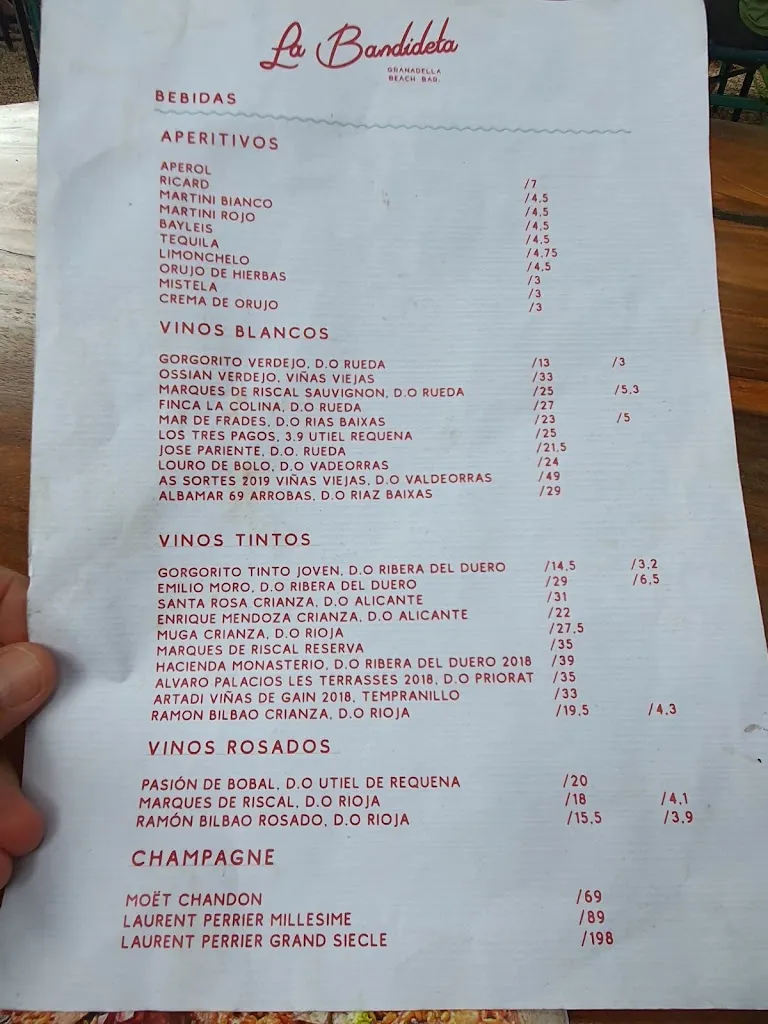 La Bandideta
GRANADELLA
BEACH BAR.
BEBIDAS
APERITIVOS
APEROL /7
RICARD /4,5
MARTINI BIANCO /4,5
MARTINI ROJO /4,5
BAYLEIS /4,5
TEQUILA /4,75
LIMONCHELO /4,5
ORUJO DE HIERBAS /3
MISTELA /3
CREMA DE ORUJO /3
VINOS BLANCOS
GORGORITO VERDEJO, D.O RUEDA /13 /3
OSSIAN VERDEJO, VIÑAS VIEJAS /33
MARQUES DE RISCAL SAUVIGNON, D.O RUEDA /25 /5,3
FINCA LA COLINA, D.O RUEDA /27
MAR DE FRADES, D.O RIAS BAIXAS /23 /5
LOS TRES PAGOS, 3.9 UTIEL REQUENA /25
JOSE PARIENTE, D.O. RUEDA /21,5
LOURO DE BOLO, D.O VADEORRAS /24
AS SORTES 2019 VIÑAS VIEJAS, D.O VALDEORRAS /49
ALBAMAR 69 ARROBAS, D.O RIAZ BAIXAS /29
VINOS TINTOS
GORGORITO TINTO JOVEN, D.O RIBERA DEL DUERO /14,5 /3,2
EMILIO MORO, D.O RIBERA DEL DUERO /29 /6,5
SANTA ROSA CRIANZA, D.O ALICANTE /31
ENRIQUE MENDOZA CRIANZA, D.O ALICANTE /22
MUGA CRIANZA, D.O RIOJA /27,5
MARQUES DE RISCAL RESERVA /35
HACIENDA MONASTERIO, D.O RIBERA DEL DUERO 2018 /39
ALVARO PALACIOS LES TERRASSES 2018, D.O PRIORAT /35
ARTADI VIÑAS DE GAIN 2018, TEMPRANILLO /33
RAMON BILBAO CRIANZA, D.O RIOJA /19,5 /4,3
VINOS ROSADOS
PASIÓN DE BOBAL, D.O UTIEL DE REQUENA /20
MARQUES DE RISCAL, D.O RIOJA /18 /4,1
RAMÓN BILBAO ROSADO, D.O RIOJA /15,5 /3,9
CHAMPAGNE
MOËT CHANDON /69
LAURENT PERRIER MILLESIME /89
LAURENT PERRIER GRAND SIECLE /198